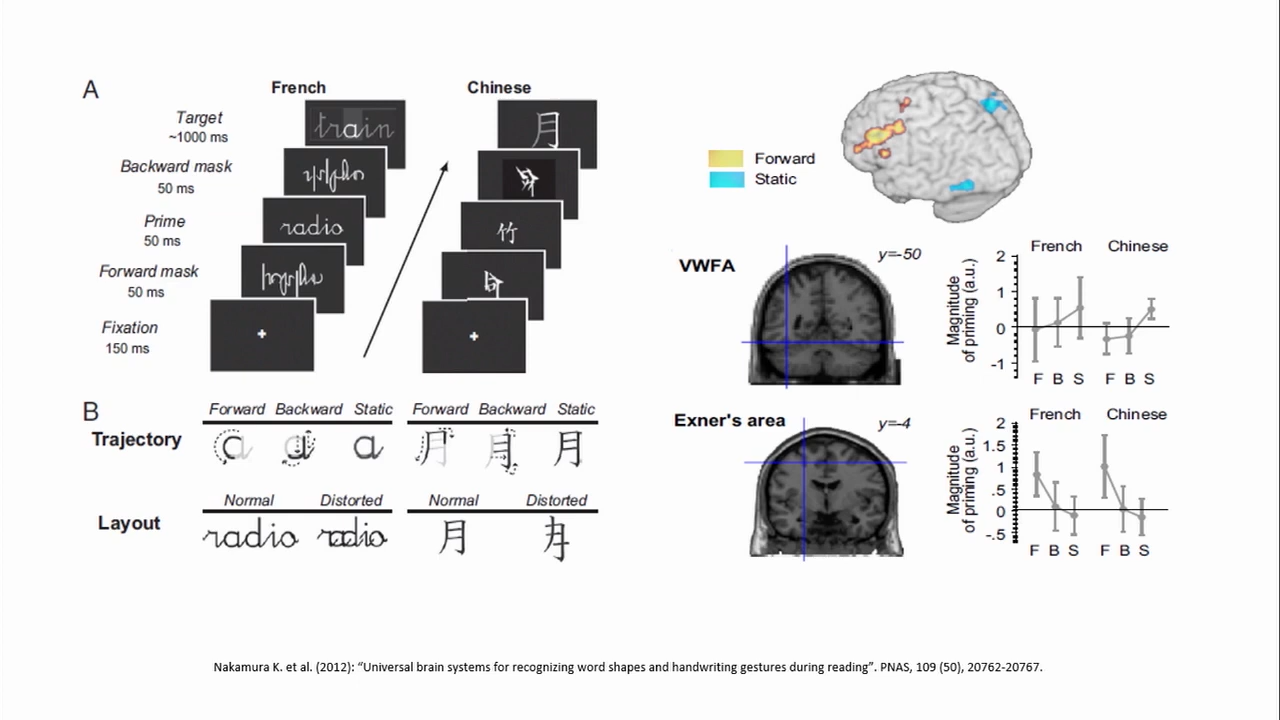 A
French
Chinese
Target
~1000 ms
train
月
Backward mask
50 ms
Prime
50 ms
radio
竹
Forward mask
50 ms
Fixation
150 ms
Forward
Static
VWFA
y=-50
French Chinese
Magnitude
of priming (a.u.)
2
1
0
-1
F B S F B S
Exner's area
y=-4
French Chinese
Magnitude
of priming (a.u.)
2
1.5
1
.5
0
-.5
F B S F B S
B
Forward Backward Static Forward Backward Static
Trajectory
a a a 月 月 月
Normal Distorted Normal Distorted
Layout
radio radio 月
Nakamura K. et al. (2012): “Universal brain systems for recognizing word shapes and handwriting gestures during reading”. PNAS, 109 (50), 20762-20767.